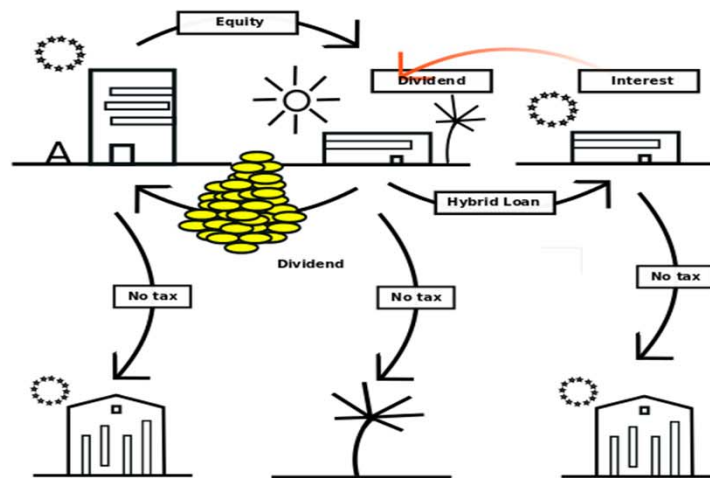 Equity
Dividend
Interest
A
Hybrid Loan
Dividend
No tax
No tax
No tax